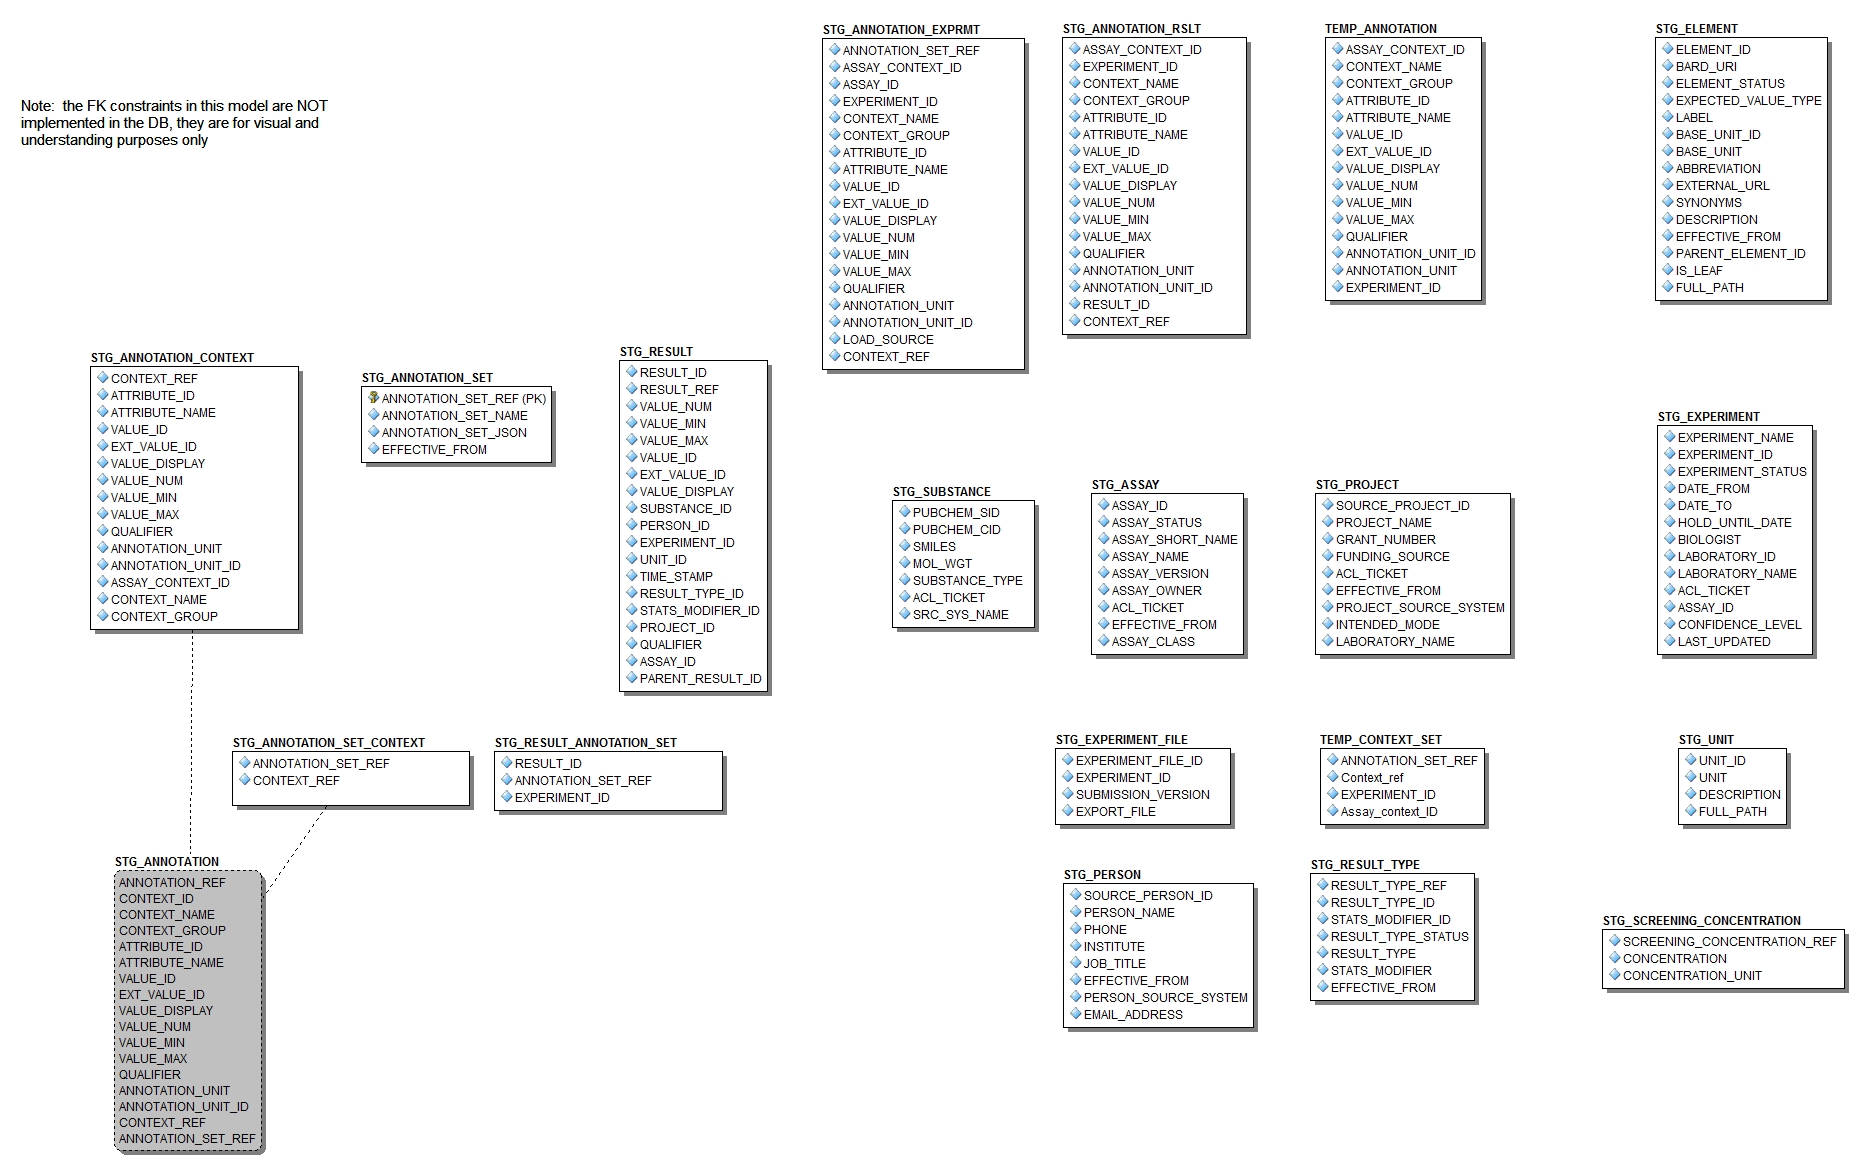 Note:  the FK constraints in this model are NOT
implemented in the DB, they are for visual and
understanding purposes only
STG_ANNOTATION_EXPRMT
ANNOTATION_SET_REF
ASSAY_CONTEXT_ID
ASSAY_ID
EXPERIMENT_ID
CONTEXT_NAME
CONTEXT_GROUP
ATTRIBUTE_ID
ATTRIBUTE_NAME
VALUE_ID
EXT_VALUE_ID
VALUE_DISPLAY
VALUE_NUM
VALUE_MIN
VALUE_MAX
QUALIFIER
ANNOTATION_UNIT
ANNOTATION_UNIT_ID
LOAD_SOURCE
CONTEXT_REF
STG_ANNOTATION_RSLT
ASSAY_CONTEXT_ID
EXPERIMENT_ID
CONTEXT_NAME
CONTEXT_GROUP
ATTRIBUTE_ID
ATTRIBUTE_NAME
VALUE_ID
EXT_VALUE_ID
VALUE_DISPLAY
VALUE_NUM
VALUE_MIN
VALUE_MAX
QUALIFIER
ANNOTATION_UNIT
ANNOTATION_UNIT_ID
RESULT_ID
CONTEXT_REF
TEMP_ANNOTATION
ASSAY_CONTEXT_ID
CONTEXT_NAME
CONTEXT_GROUP
ATTRIBUTE_ID
ATTRIBUTE_NAME
VALUE_ID
EXT_VALUE_ID
VALUE_DISPLAY
VALUE_NUM
VALUE_MIN
VALUE_MAX
QUALIFIER
ANNOTATION_UNIT_ID
ANNOTATION_UNIT
EXPERIMENT_ID
STG_ELEMENT
ELEMENT_ID
BARD_URI
ELEMENT_STATUS
EXPECTED_VALUE_TYPE
LABEL
BASE_UNIT_ID
BASE_UNIT
ABBREVIATION
EXTERNAL_URL
SYNONYMS
DESCRIPTION
EFFECTIVE_FROM
PARENT_ELEMENT_ID
IS_LEAF
FULL_PATH
STG_ANNOTATION_CONTEXT
CONTEXT_REF
ATTRIBUTE_ID
ATTRIBUTE_NAME
VALUE_ID
EXT_VALUE_ID
VALUE_DISPLAY
VALUE_NUM
VALUE_MIN
VALUE_MAX
QUALIFIER
ANNOTATION_UNIT
ANNOTATION_UNIT_ID
ASSAY_CONTEXT_ID
CONTEXT_NAME
CONTEXT_GROUP
STG_ANNOTATION_SET
ANNOTATION_SET_REF (PK)
ANNOTATION_SET_NAME
ANNOTATION_SET_JSON
EFFECTIVE_FROM
STG_RESULT
RESULT_ID
RESULT_REF
VALUE_NUM
VALUE_MIN
VALUE_MAX
VALUE_ID
EXT_VALUE_ID
VALUE_DISPLAY
SUBSTANCE_ID
PERSON_ID
EXPERIMENT_ID
UNIT_ID
TIME_STAMP
RESULT_TYPE_ID
STATS_MODIFIER_ID
PROJECT_ID
QUALIFIER
ASSAY_ID
PARENT_RESULT_ID
STG_SUBSTANCE
PUBCHEM_SID
PUBCHEM_CID
SMILES
MOL_WGT
SUBSTANCE_TYPE
ACL_TICKET
SRC_SYS_NAME
STG_ASSAY
ASSAY_ID
ASSAY_STATUS
ASSAY_SHORT_NAME
ASSAY_NAME
ASSAY_VERSION
ASSAY_OWNER
ACL_TICKET
EFFECTIVE_FROM
ASSAY_CLASS
STG_PROJECT
SOURCE_PROJECT_ID
PROJECT_NAME
GRANT_NUMBER
FUNDING_SOURCE
ACL_TICKET
EFFECTIVE_FROM
PROJECT_SOURCE_SYSTEM
INTENDED_MODE
LABORATORY_NAME
STG_EXPERIMENT
EXPERIMENT_NAME
EXPERIMENT_ID
EXPERIMENT_STATUS
DATE_FROM
DATE_TO
HOLD_UNTIL_DATE
BIOLOGIST
LABORATORY_ID
LABORATORY_NAME
ACL_TICKET
ASSAY_ID
CONFIDENCE_LEVEL
LAST_UPDATED
STG_ANNOTATION_SET_CONTEXT
ANNOTATION_SET_REF
CONTEXT_REF
STG_RESULT_ANNOTATION_SET
RESULT_ID
ANNOTATION_SET_REF
EXPERIMENT_ID
STG_EXPERIMENT_FILE
EXPERIMENT_FILE_ID
EXPERIMENT_ID
SUBMISSION_VERSION
EXPORT_FILE
TEMP_CONTEXT_SET
ANNOTATION_SET_REF
Context_ref
EXPERIMENT_ID
Assay_context_ID
STG_UNIT
UNIT_ID
UNIT
DESCRIPTION
FULL_PATH
STG_ANNOTATION
ANNOTATION_REF
CONTEXT_ID
CONTEXT_NAME
CONTEXT_GROUP
ATTRIBUTE_ID
ATTRIBUTE_NAME
VALUE_ID
EXT_VALUE_ID
VALUE_DISPLAY
VALUE_NUM
VALUE_MIN
VALUE_MAX
QUALIFIER
ANNOTATION_UNIT
ANNOTATION_UNIT_ID
CONTEXT_REF
ANNOTATION_SET_REF
STG_PERSON
SOURCE_PERSON_ID
PERSON_NAME
PHONE
INSTITUTE
JOB_TITLE
EFFECTIVE_FROM
PERSON_SOURCE_SYSTEM
EMAIL_ADDRESS
STG_RESULT_TYPE
RESULT_TYPE_REF
RESULT_TYPE_ID
STATS_MODIFIER_ID
RESULT_TYPE_STATUS
RESULT_TYPE
STATS_MODIFIER
EFFECTIVE_FROM
STG_SCREENING_CONCENTRATION
SCREENING_CONCENTRATION_REF
CONCENTRATION
CONCENTRATION_UNIT